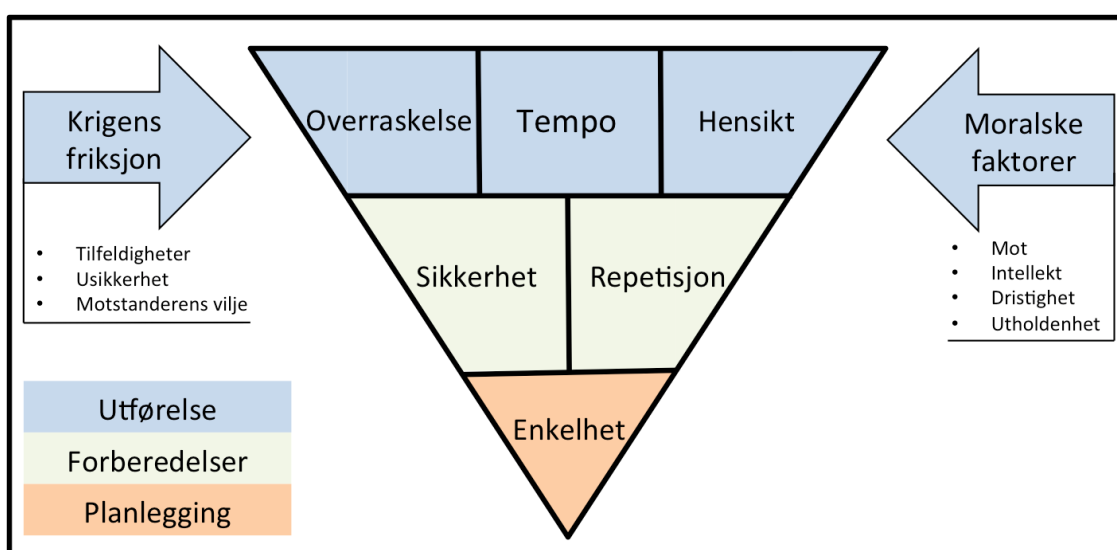 Krigens
friksjon
• Tilfeldigheter
• Usikkerhet
• Motstanderens vilje
Overraskelse
Tempo
Hensikt
Moralske
faktorer
• Mot
• Intellekt
• Dristighet
• Utholdenhet
Sikkerhet
Repetisjon
Enkelhet
Utførelse
Forberedelser
Planlegging